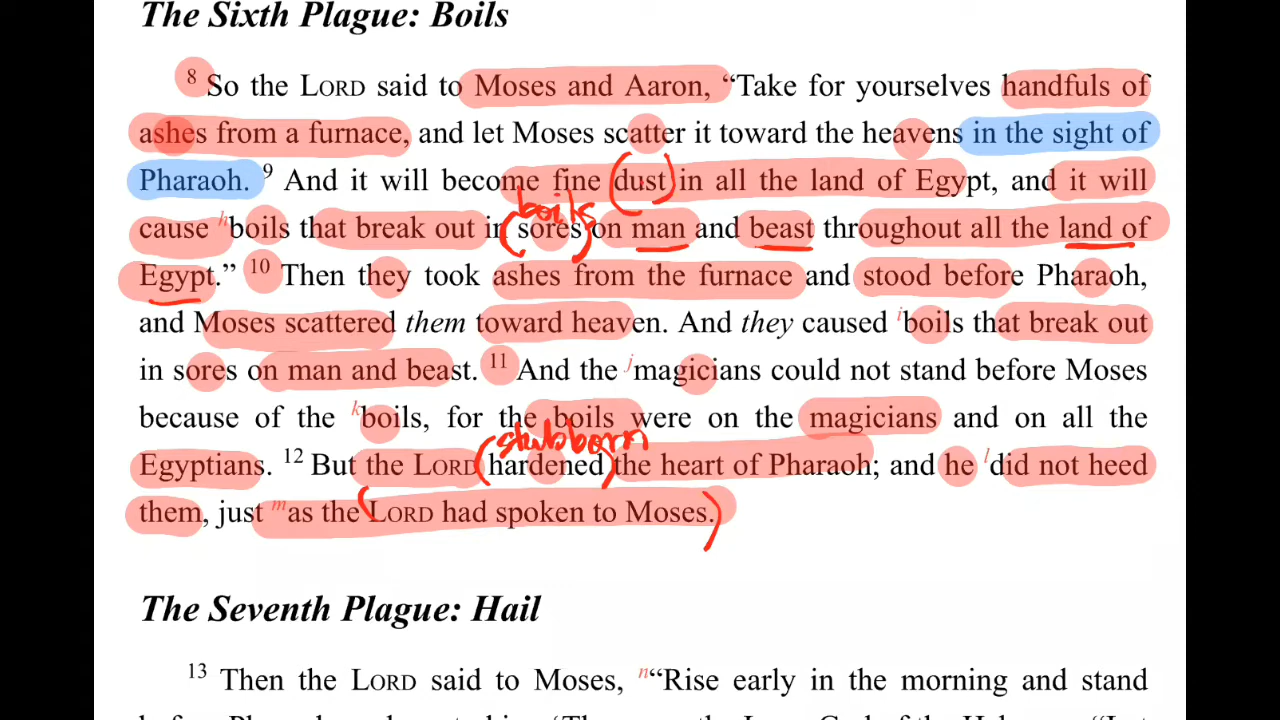 The Sixth Plague: Boils
8 So the LORD said to Moses and Aaron, “Take for yourselves handfuls of
ashes from a furnace, and let Moses scatter it toward the heavens in the sight of
Pharaoh. 9 And it will become fine (dust) in all the land of Egypt, and it will
boils
cause h boils that break out in (sores) on man and beast throughout all the land of
Egypt.” 10 Then they took ashes from the furnace and stood before Pharaoh,
and Moses scattered them toward heaven. And they caused i boils that break out
in sores on man and beast. 11 And the j magicians could not stand before Moses
because of the k boils, for the boils were on the magicians and on all the
stubborn
Egyptians. 12 But the LORD (hardened) the heart of Pharaoh; and he l did not heed
them, just m as the (LORD had spoken to Moses.)
The Seventh Plague: Hail
13 Then the LORD said to Moses, n “Rise early in the morning and stand